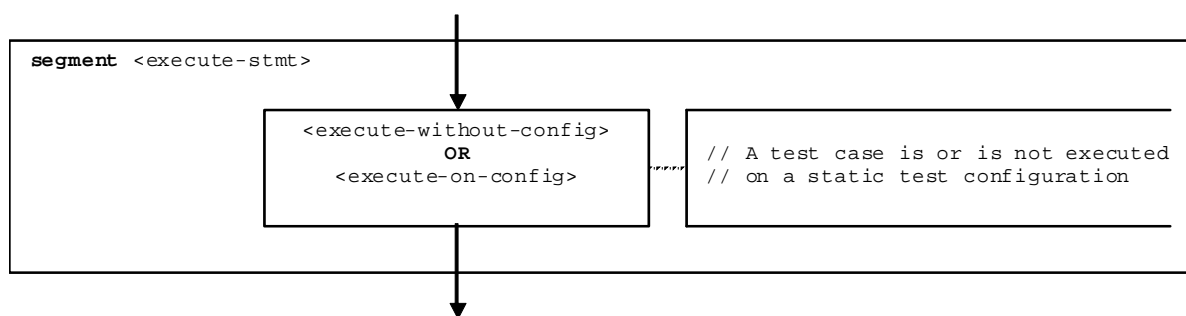 segment <execute-stmt>
<execute-without-config>
OR
<execute-on-config>
// A test case is or is not executed
// on a static test configuration